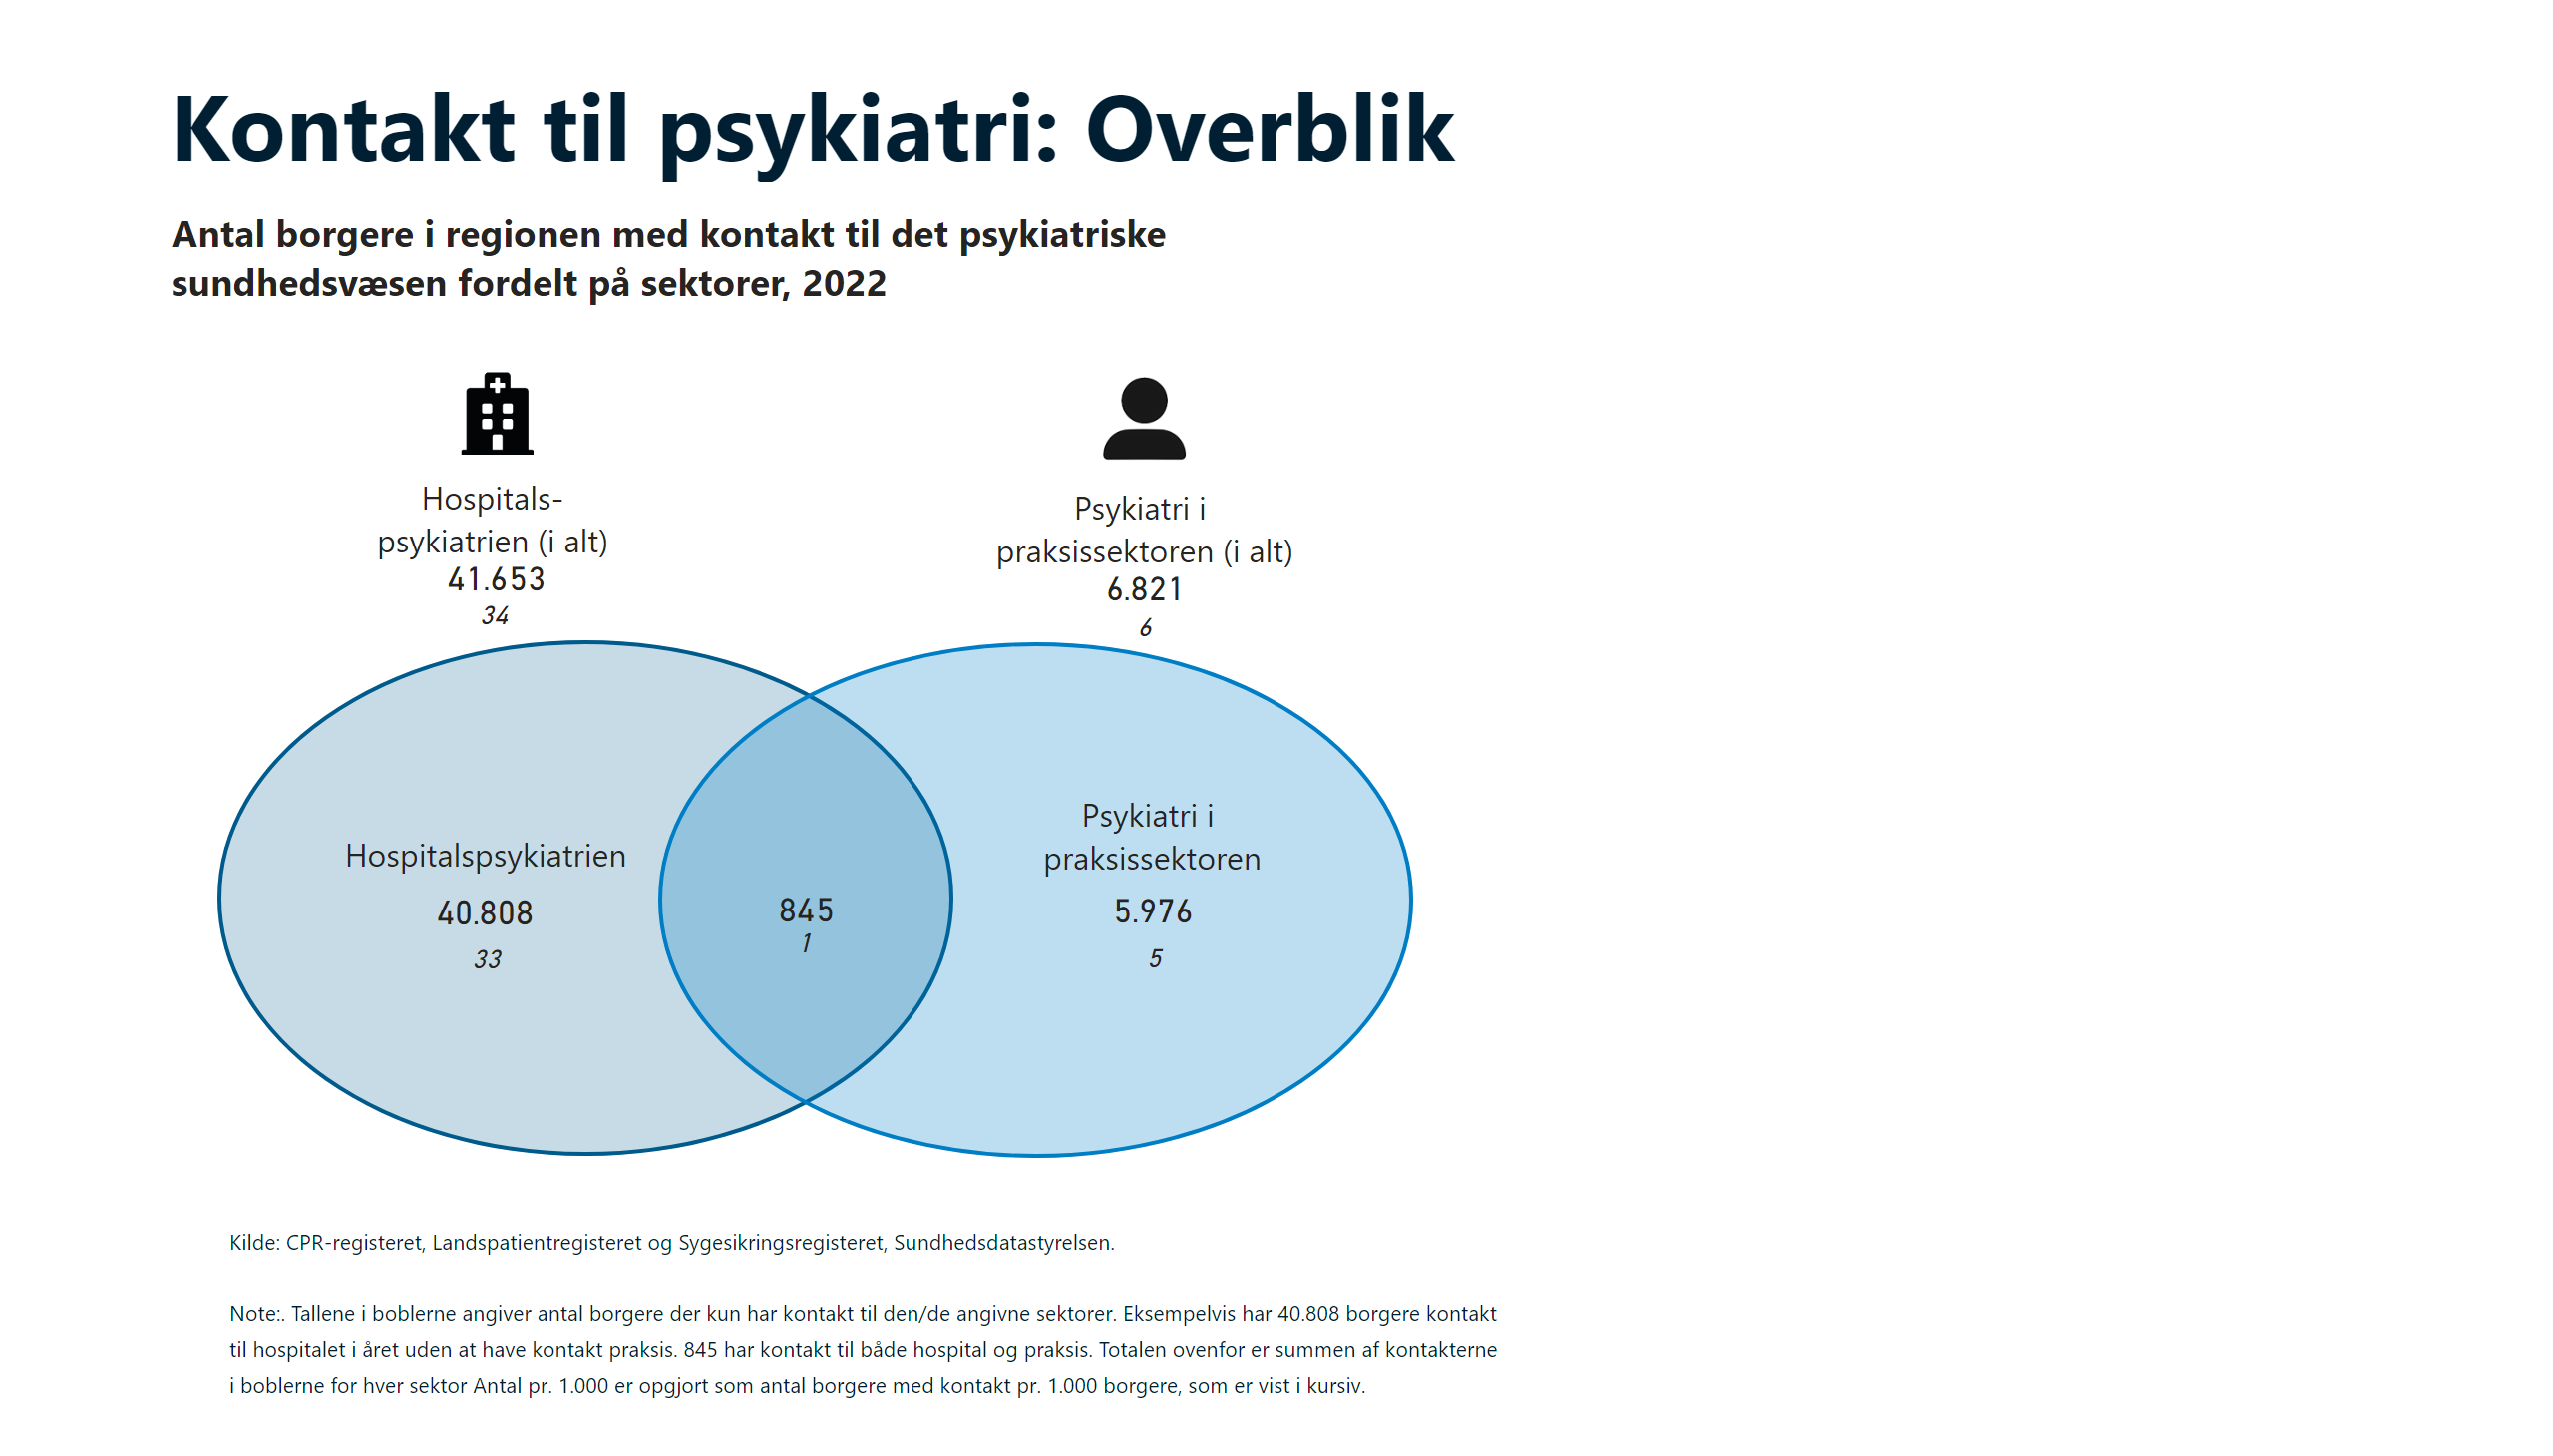 Kontakt til psykiatri: Overblik
Antal borgere i regionen med kontakt til det psykiatriske
sundhedsvæsen fordelt på sektorer, 2022
Hospitals-
psykiatrien (i alt)
41.653
34
Psykiatri i
praksissektoren (i alt)
6.821
6
Hospitalspsykiatrien
40.808
33
845
1
Psykiatri i
praksissektoren
5.976
5
Kilde: CPR-registeret, Landspatientregisteret og Sygesikringsregisteret, Sundhedsdatastyrelsen.
Note:. Tallene i boblerne angiver antal borgere der kun har kontakt til den/de angivne sektorer. Eksempelvis har 40.808 borgere kontakt
til hospitalet i året uden at have kontakt praksis. 845 har kontakt til både hospital og praksis. Totalen ovenfor er summen af kontakterne
i boblerne for hver sektor Antal pr. 1.000 er opgjort som antal borgere med kontakt pr. 1.000 borgere, som er vist i kursiv.